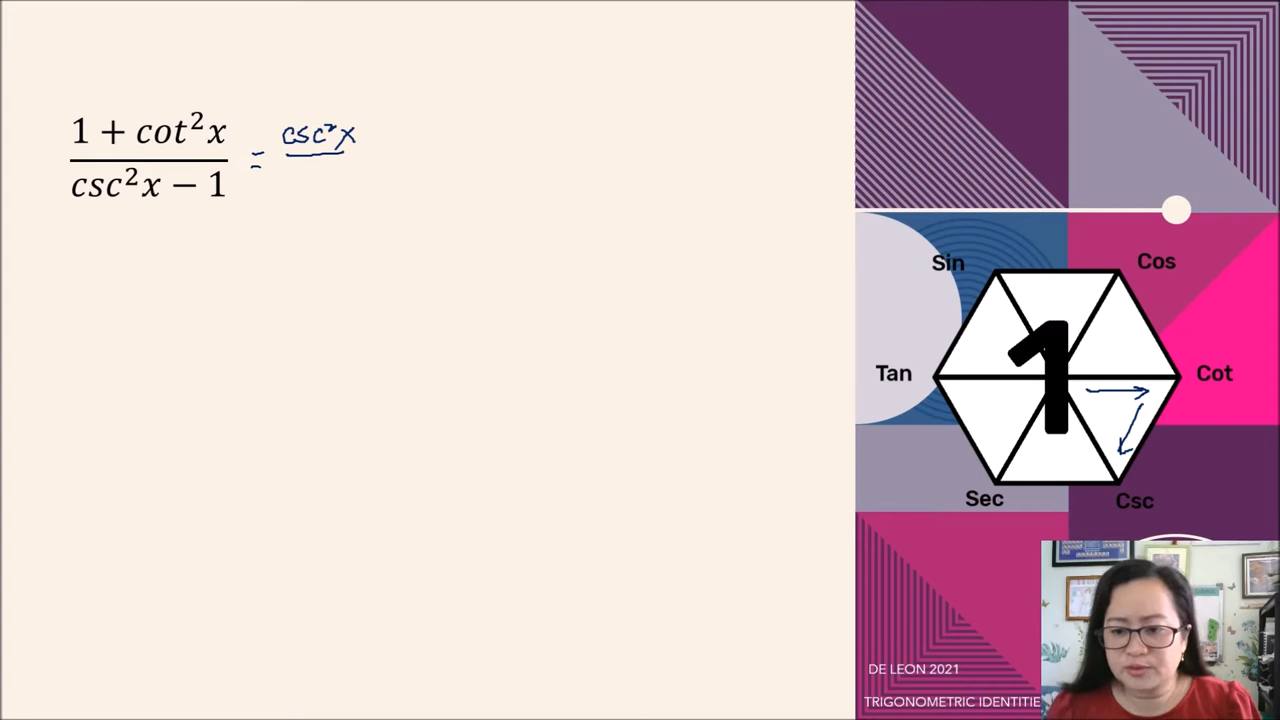 1 + cot²x
csc²x − 1
= csc²x
Sin
Cos
Tan
1
Cot
Sec
Csc
DE LEON 2021
TRIGONOMETRIC IDENTITIE